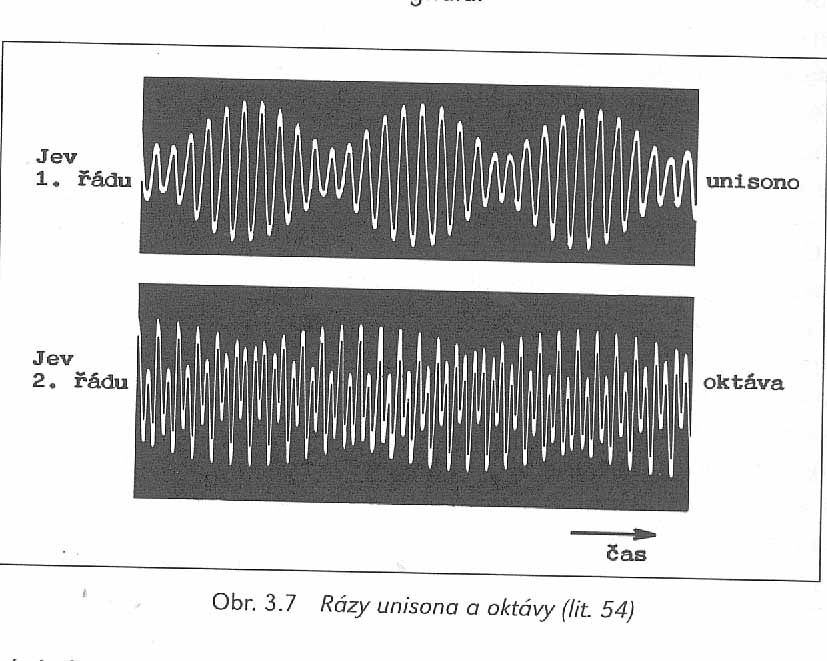 Jev
1. řádu
unisono
Jev
2. řádu
oktáva
čas
Obr. 3.7 Rázy unisona a oktávy (lit. 54)